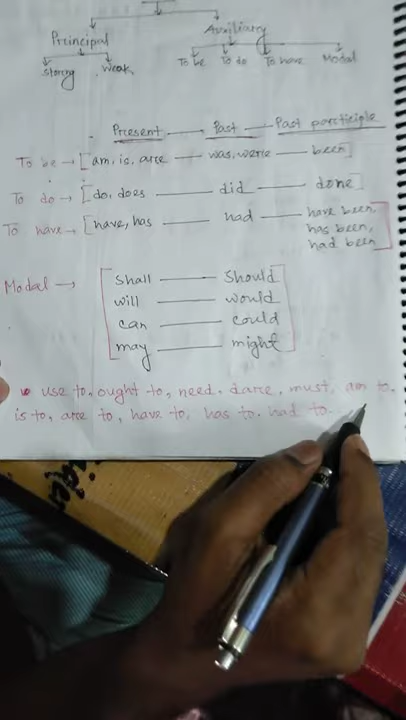 Principal Auxiliary
Strong Weak To be To do To have Modal
Present Past Past participle
To be → [am, is, are was, were been]
To do → [do, does did done]
To have → [have, has had have been,
has been,
had been]
Modal → [shall should
will would
can could
may might]
use to, ought to, need, dare, must, am to,
is to, are to, have to, has to, had to.